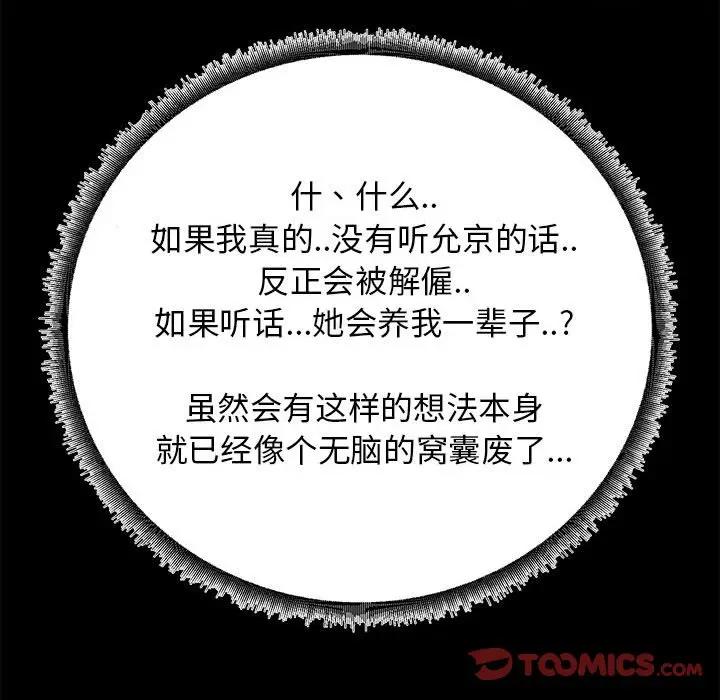 什、什么..
如果我真的..没有听允京的话..
反正会被解僱..
如果听话...她会养我一辈子..?
虽然会有这样的想法本身
就已经像个无脑的窝囊废了...
TOOMICS.COM